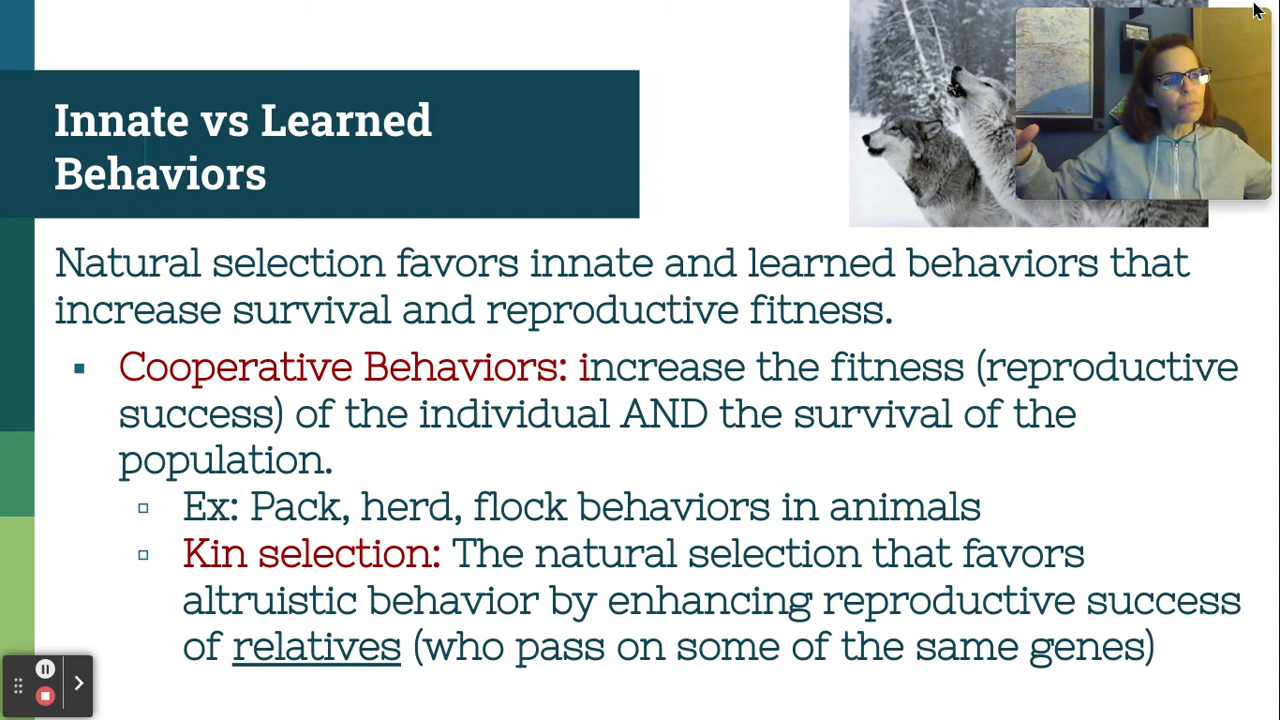 Innate vs Learned
Behaviors
Natural selection favors innate and learned behaviors that
increase survival and reproductive fitness.
Cooperative Behaviors: increase the fitness (reproductive
success) of the individual AND the survival of the
population.
Ex: Pack, herd, flock behaviors in animals
Kin selection: The natural selection that favors
altruistic behavior by enhancing reproductive success
of relatives (who pass on some of the same genes)